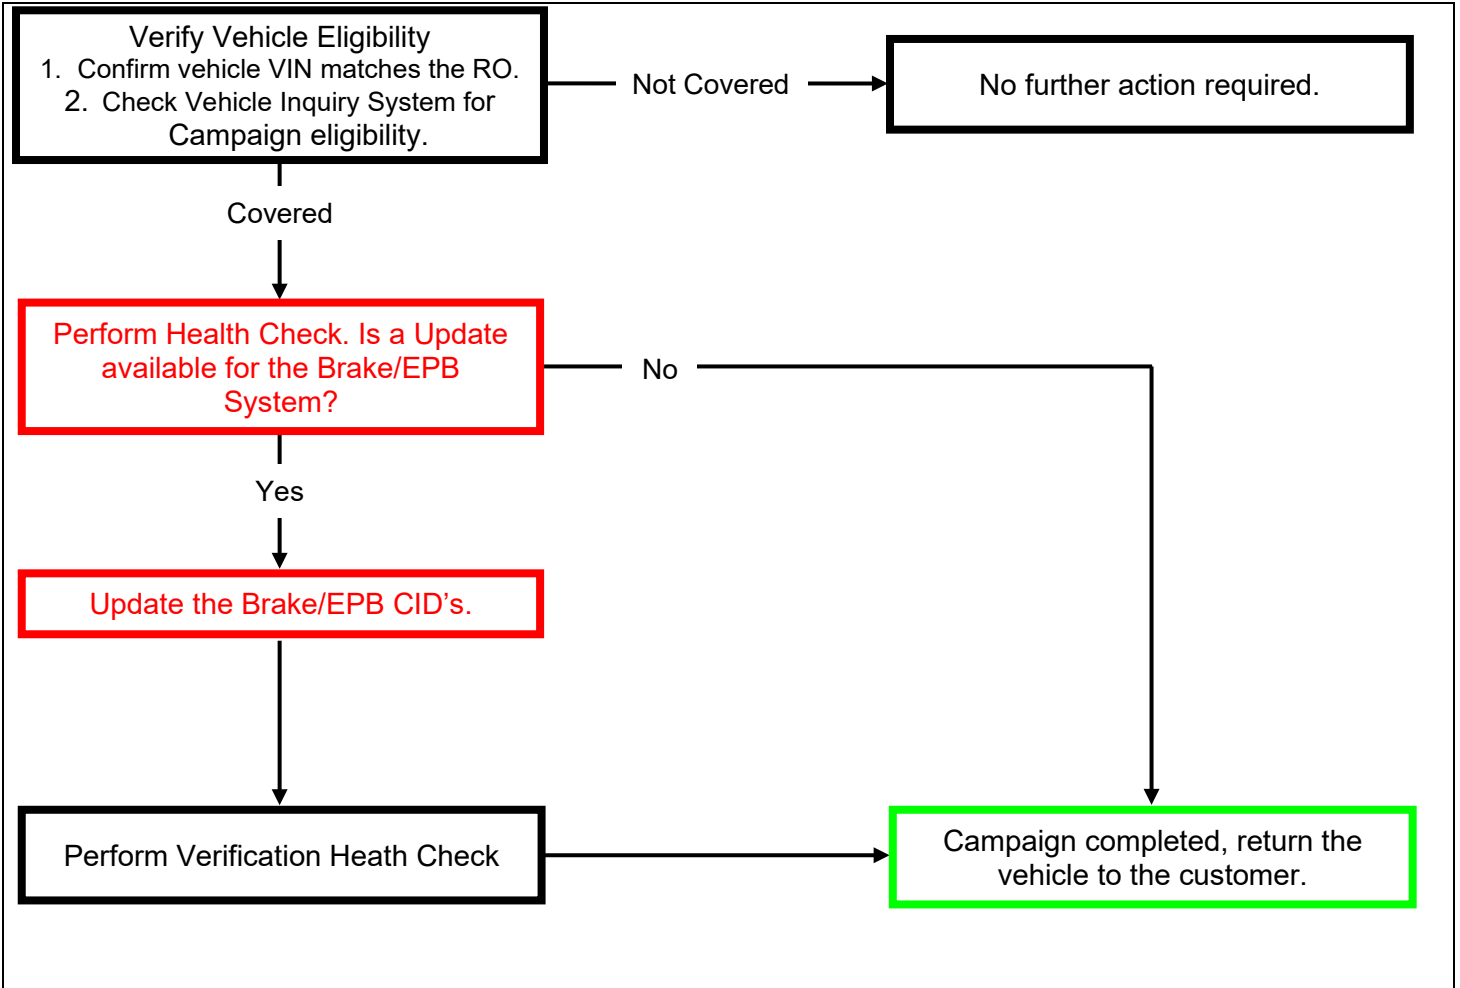 Verify Vehicle Eligibility
1. Confirm vehicle VIN matches the RO.
2. Check Vehicle Inquiry System for
Campaign eligibility.
Not Covered
No further action required.
Covered
Perform Health Check. Is a Update
available for the Brake/EPB
System?
No
Yes
Update the Brake/EPB CID’s.
Perform Verification Heath Check
Campaign completed, return the
vehicle to the customer.